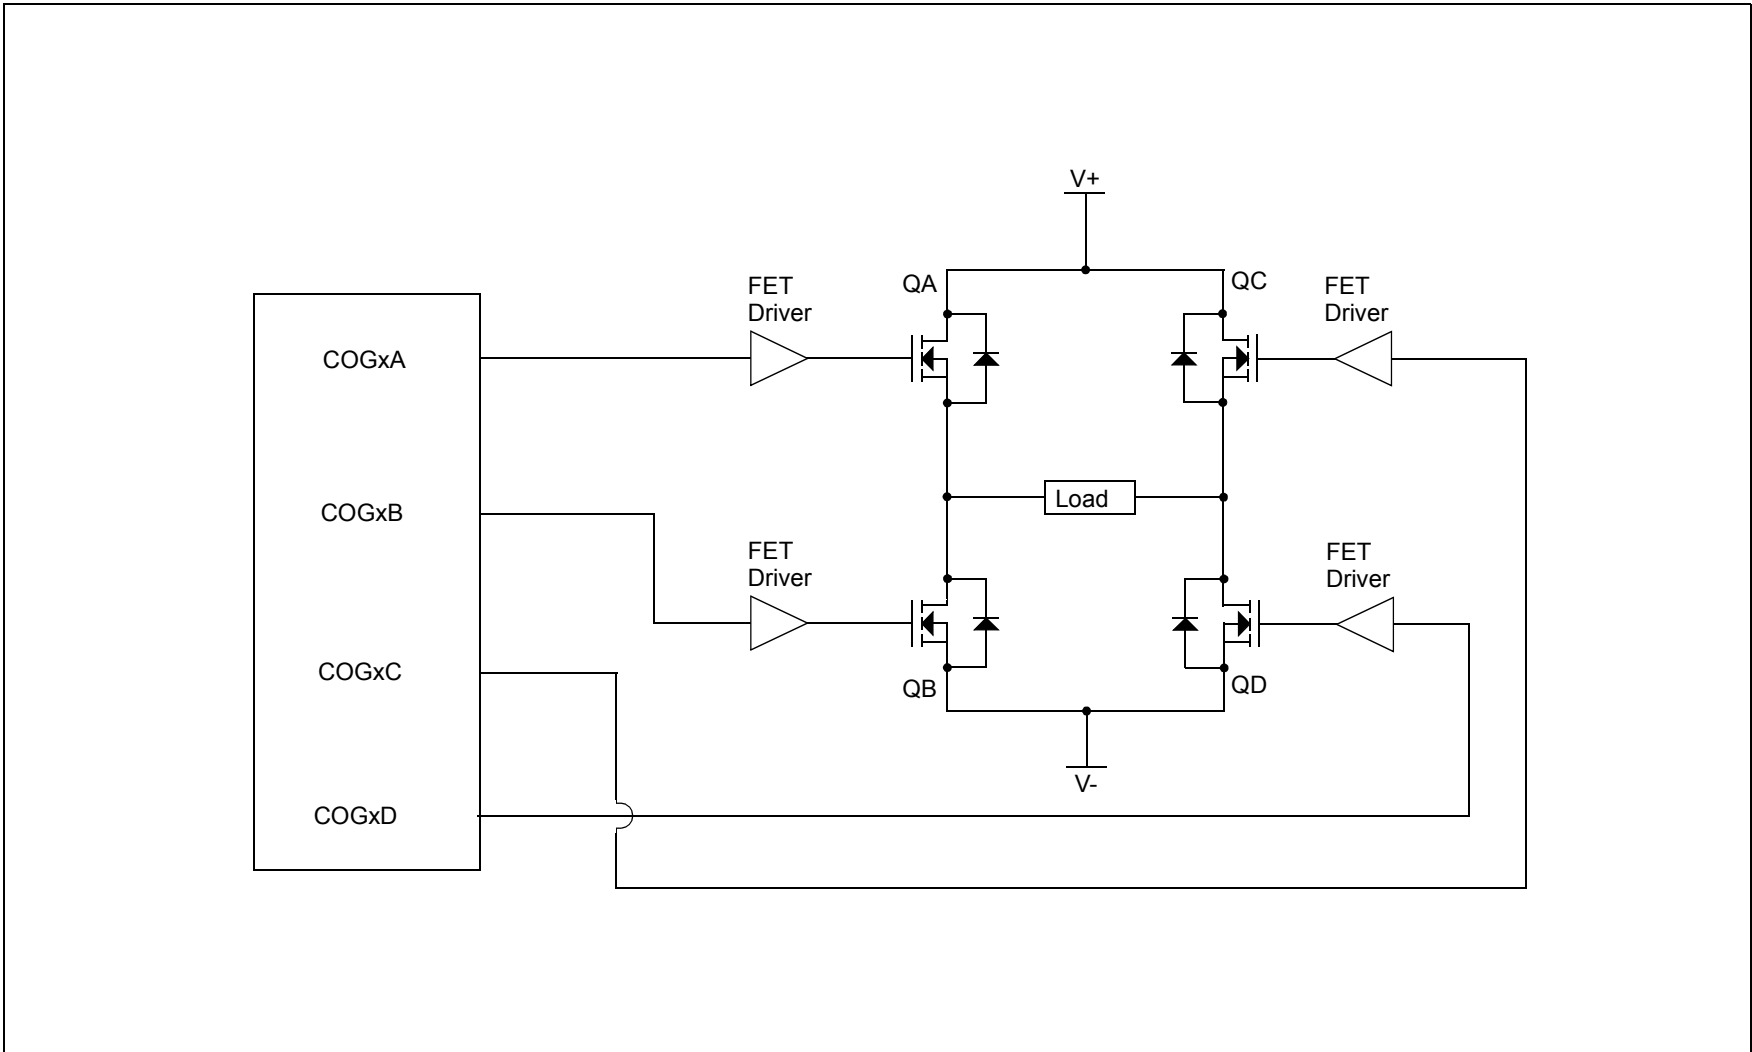 V+
QA
QC
FET
Driver
FET
Driver
COGxA
Load
COGxB
FET
Driver
FET
Driver
COGxC
QB
QD
V-
COGxD